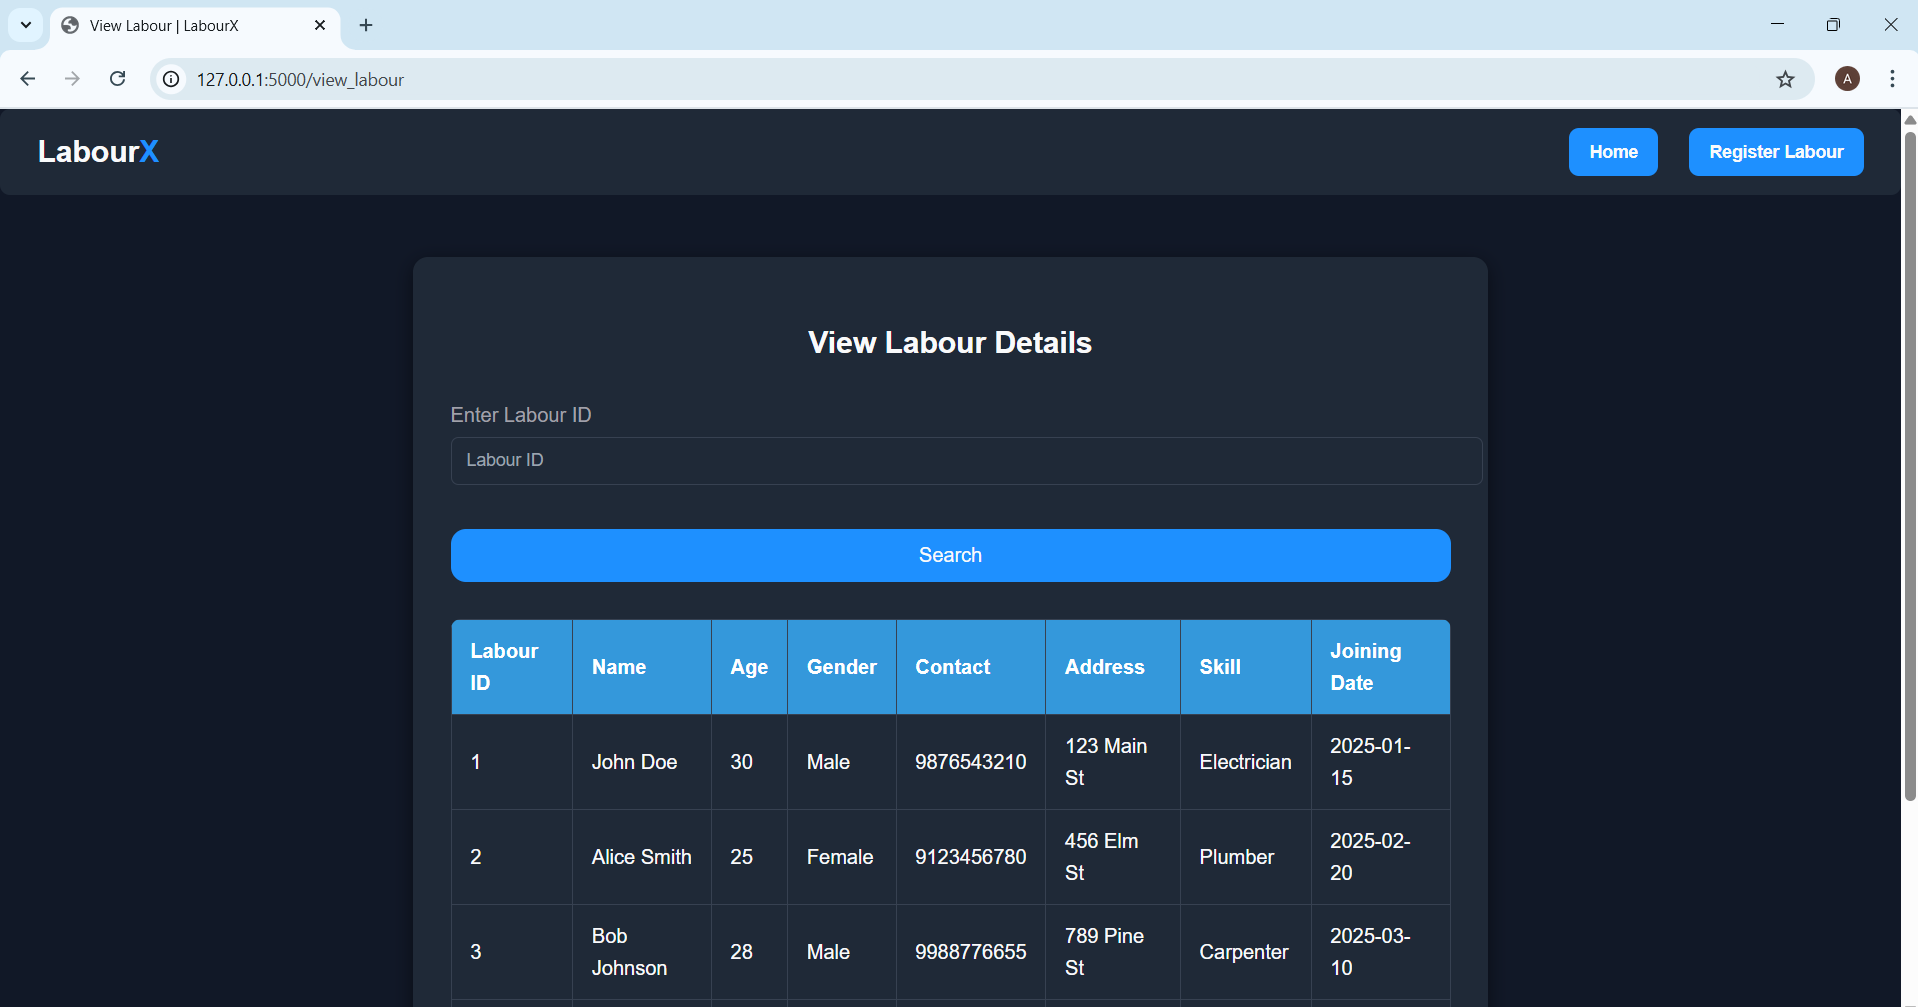 View Labour | LabourX
127.0.0.1:5000/view_labour
A
LabourX
Home
Register Labour
View Labour Details
Enter Labour ID
Labour ID
Search
Labour ID Name Age Gender Contact Address Skill Joining Date
1 John Doe 30 Male 9876543210 123 Main St Electrician 2025-01-15
2 Alice Smith 25 Female 9123456780 456 Elm St Plumber 2025-02-20
3 Bob Johnson 28 Male 9988776655 789 Pine St Carpenter 2025-03-10